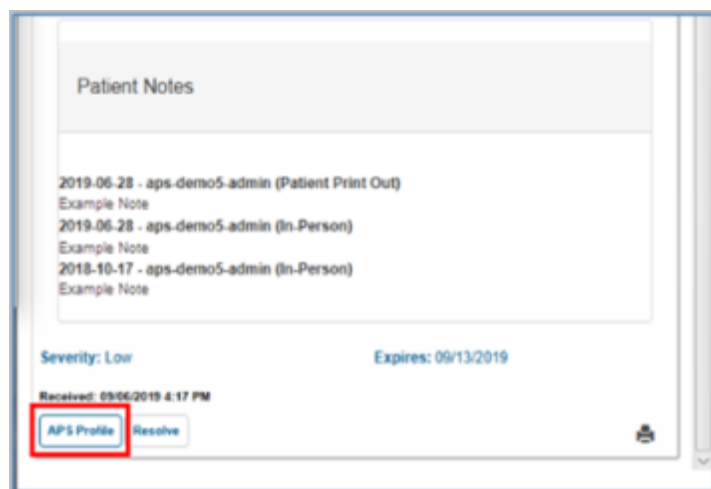 Patient Notes
2019-06-28 - aps-demo5-admin (Patient Print Out)
Example Note
2019-06-28 - aps-demo5-admin (In-Person)
Example Note
2018-10-17 - aps-demo5-admin (In-Person)
Example Note
Severity: Low Expires: 09/13/2019
Received: 09/06/2019 4:17 PM
APS Profile Resolve